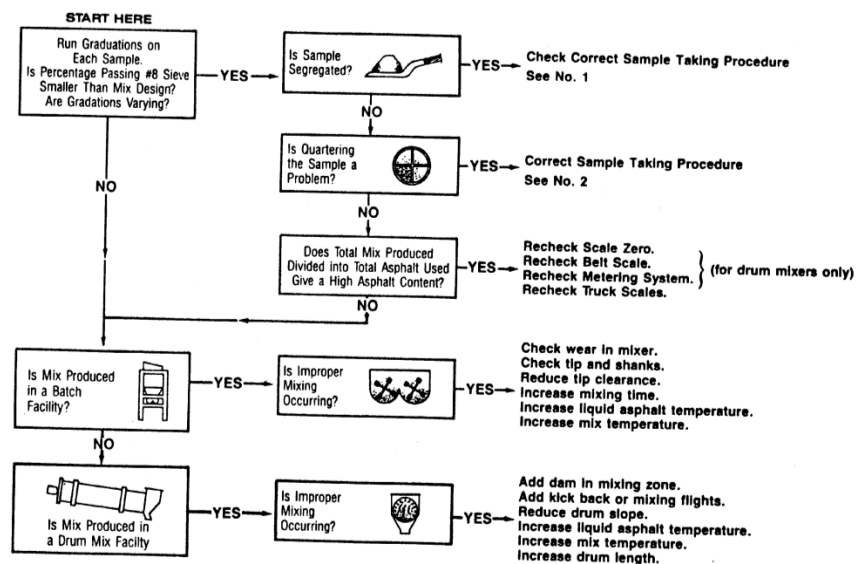 START HERE
Run Graduations on
Each Sample.
Is Percentage Passing #8 Sieve
Smaller Than Mix Design?
Are Gradations Varying?
YES
Is Sample
Segregated?
YES
Check Correct Sample Taking Procedure
See No. 1
NO
NO
Is Quartering
the Sample a
Problem?
YES
Correct Sample Taking Procedure
See No. 2
NO
Does Total Mix Produced
Divided into Total Asphalt Used
Give a High Asphalt Content?
YES
Recheck Scale Zero.
Recheck Belt Scale.
Recheck Metering System.
Recheck Truck Scales.
(for drum mixers only)
NO
Is Mix Produced
in a Batch
Facility?
YES
Is Improper
Mixing
Occurring?
YES
Check wear in mixer.
Check tip and shanks.
Reduce tip clearance.
Increase mixing time.
Increase liquid asphalt temperature.
Increase mix temperature.
NO
Is Mix Produced in
a Drum Mix Facilty
YES
Is Improper
Mixing
Occurring?
YES
Add dam in mixing zone.
Add kick back or mixing flights.
Reduce drum slope.
Increase liquid asphalt temperature.
Increase mix temperature.
Increase drum length.